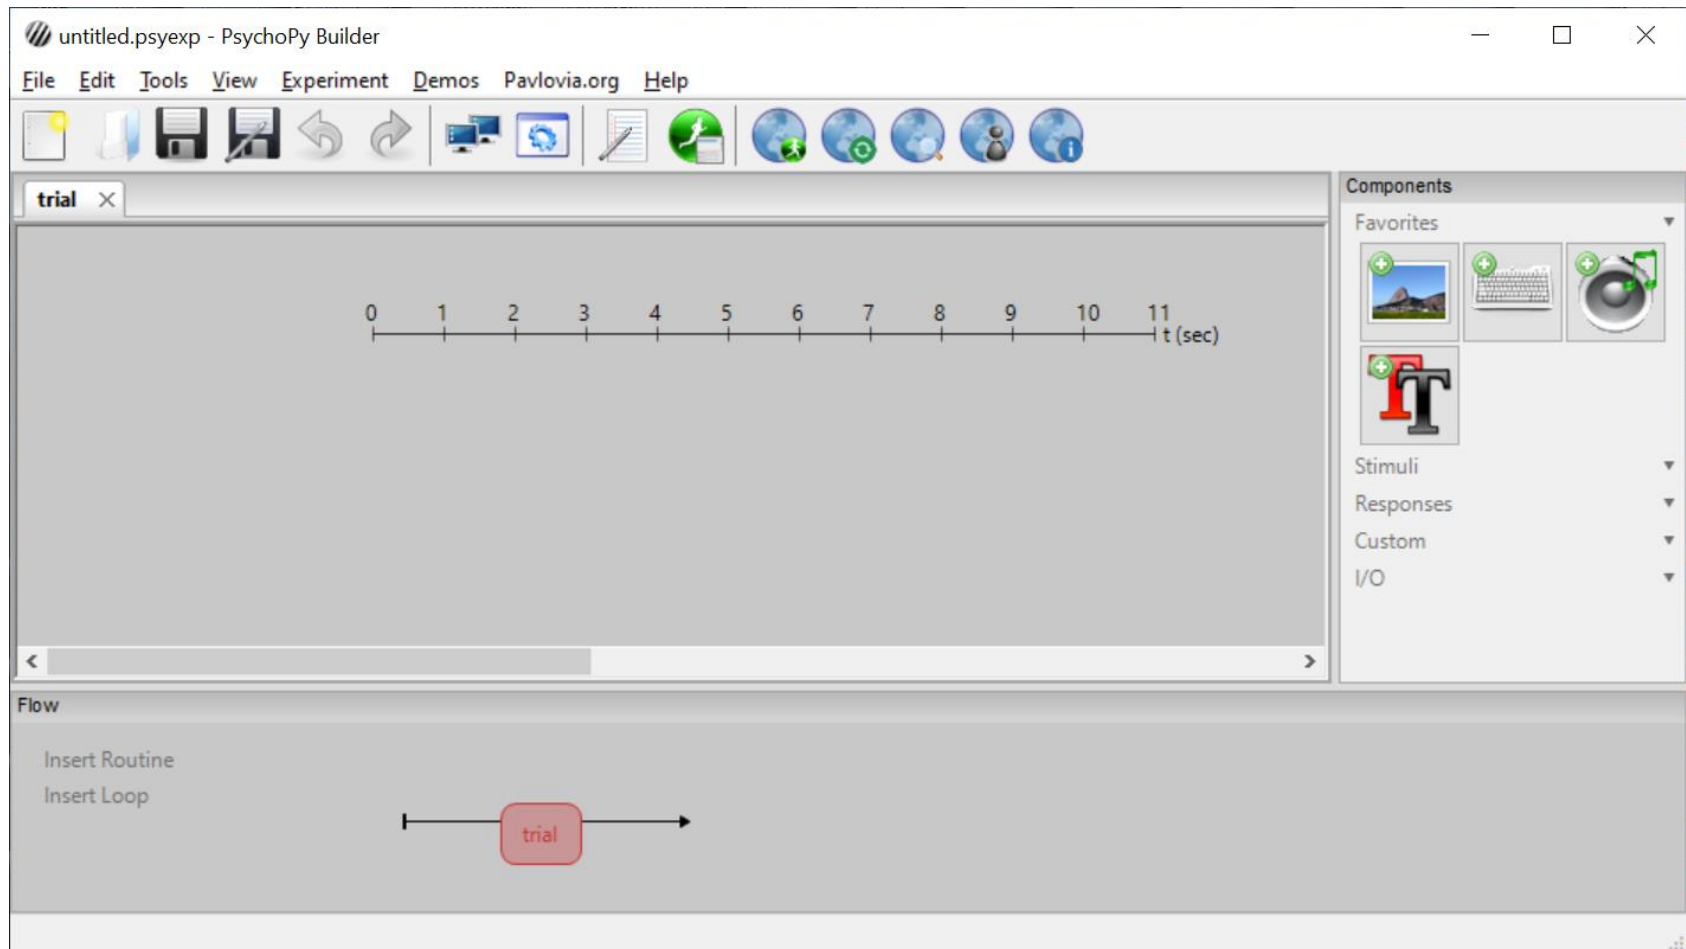 untitled.psyexp - PsychoPy Builder
File Edit Tools View Experiment Demos Pavlovia.org Help
trial
0 1 2 3 4 5 6 7 8 9 10 11
t (sec)
Components
Favorites
TT
Stimuli
Responses
Custom
I/O
Flow
Insert Routine
Insert Loop
trial